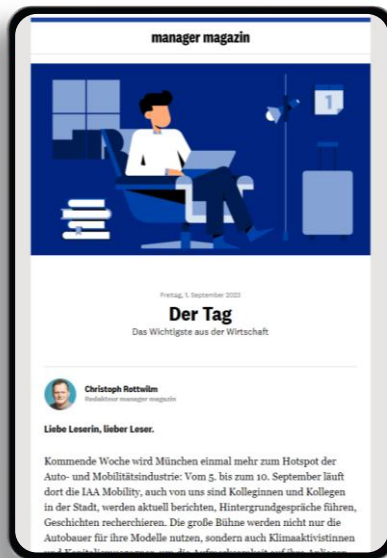 manager magazin
1
Freitag, 1. September 2023
Der Tag
Das Wichtigste aus der Wirtschaft
Christoph Rottwilm
Redakteur manager magazin
Liebe Leserin, lieber Leser.
Kommende Woche wird München einmal mehr zum Hotspot der
Auto- und Mobilitätsindustrie: Vom 5. bis zum 10. September läuft
dort die IAA Mobility, auch von uns sind Kolleginnen und Kollegen
in der Stadt, werden aktuell berichten, Hintergrundgespräche führen,
Geschichten recherchieren. Die große Bühne werden nicht nur die
Autobauer für ihre Modelle nutzen, sondern auch Klimaaktivistinnen